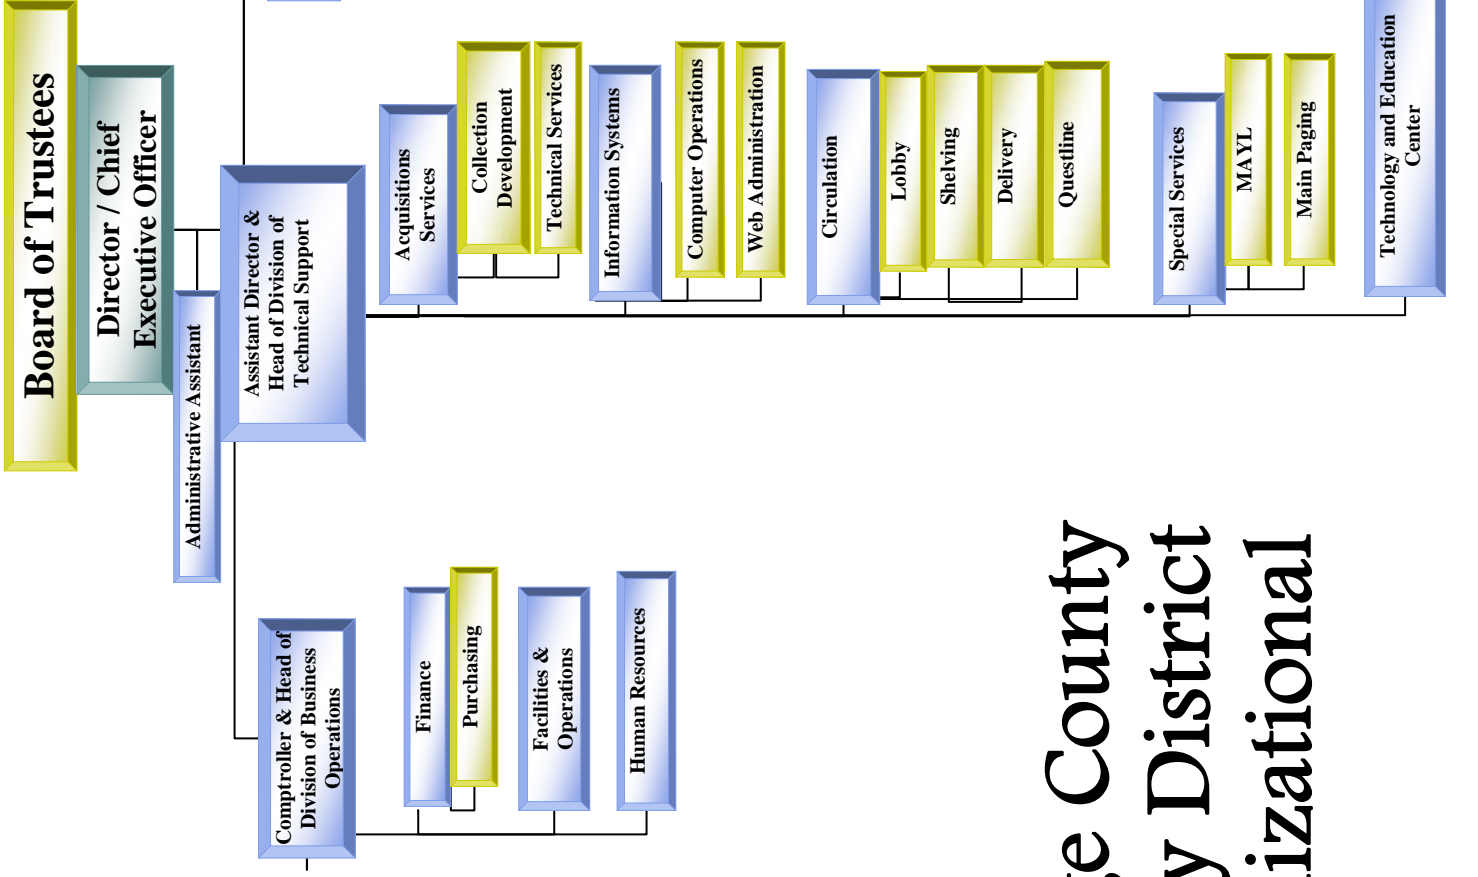 Board of Trustees
Director / Chief
Executive Officer
Administrative Assistant
Assistant Director &
Head of Division of
Technical Support
Comptroller & Head of
Division of Business
Operations
Finance
Purchasing
Facilities &
Operations
Human Resources
Acquisitions
Services
Collection
Development
Technical Services
Information Systems
Computer Operations
Web Administration
Circulation
Lobby
Shelving
Delivery
Questline
Special Services
MAYL
Main Paging
Technology and Education
Center
County
District